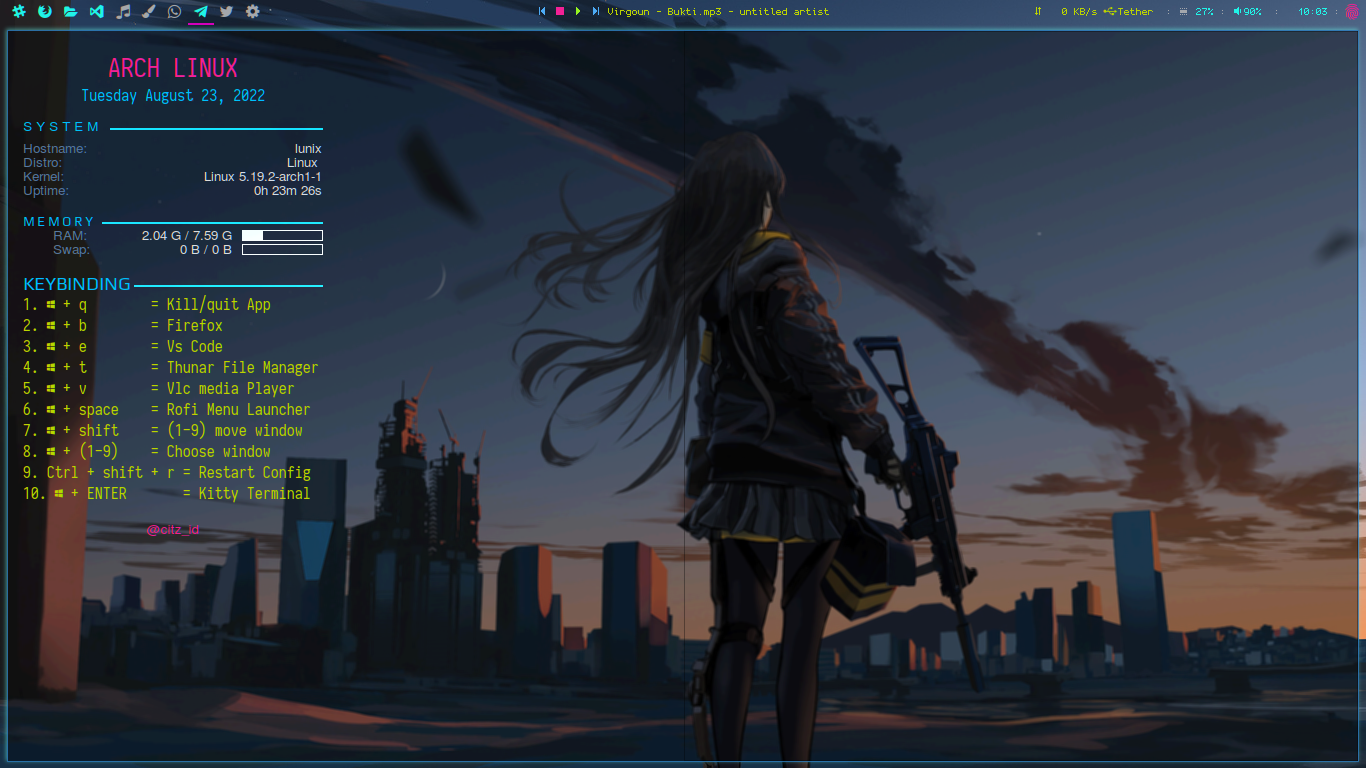 Virgoun - Bukti.mp3 - untitled artist
0 KB/s Tether : 27% : 90% : 10:03 :
ARCH LINUX
Tuesday August 23, 2022
SYSTEM
Hostname: lunix
Distro: Linux
Kernel: Linux 5.19.2-arch1-1
Uptime: 0h 23m 26s
MEMORY
RAM: 2.04 G / 7.59 G
Swap: 0 B / 0 B
KEYBINDING
1. + q = Kill/quit App
2. + b = Firefox
3. + e = Vs Code
4. + t = Thunar File Manager
5. + v = Vlc media Player
6. + space = Rofi Menu Launcher
7. + shift = (1-9) move window
8. + (1-9) = Choose window
9. Ctrl + shift + r = Restart Config
10. + ENTER = Kitty Terminal
@oitz_id